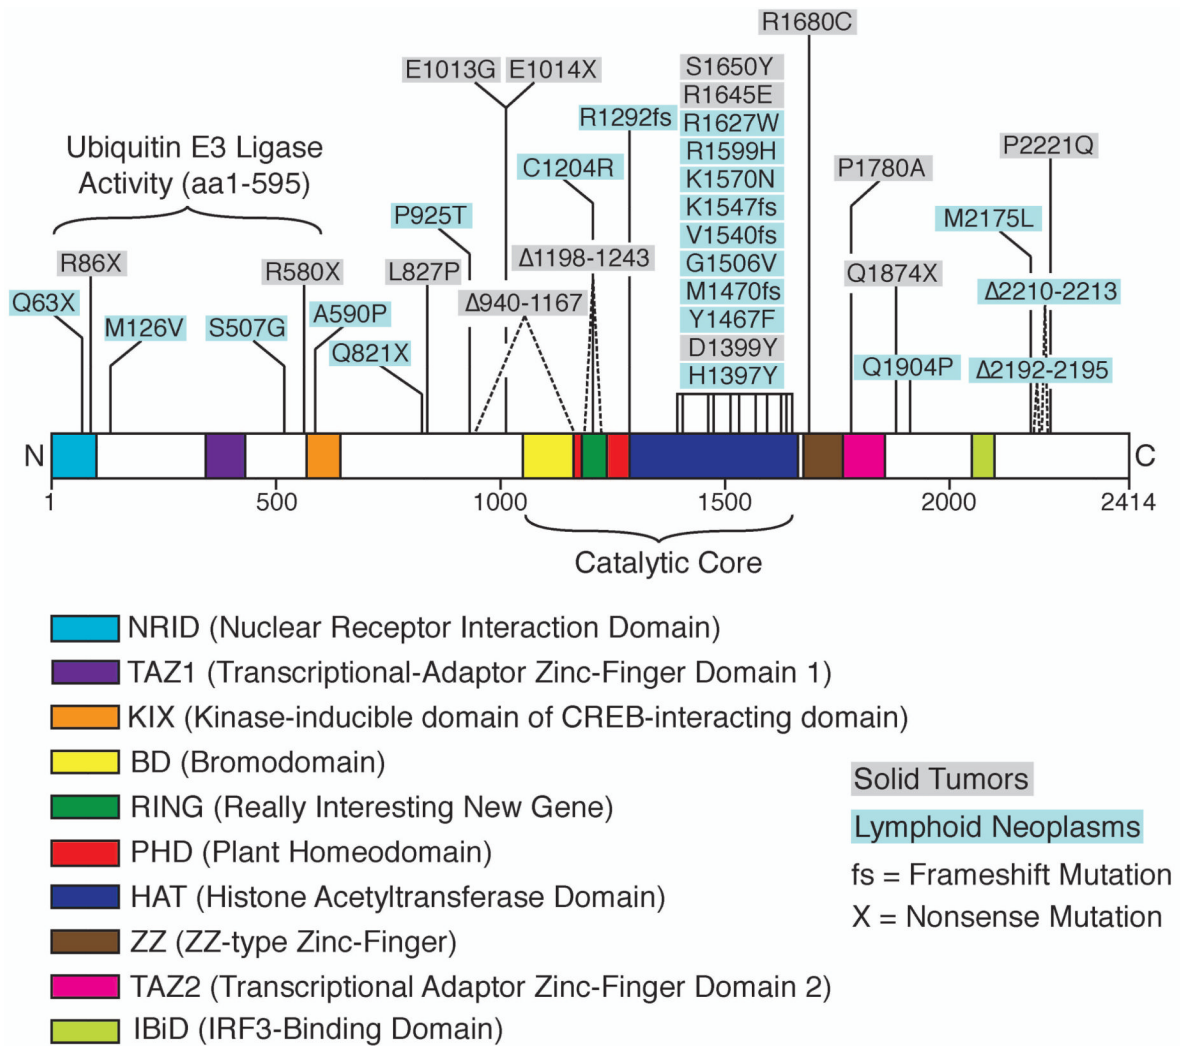 R1680C
E1013G E1014X
S1650Y
R1645E
R1292fs
R1627W
Ubiquitin E3 Ligase
Activity (aa1-595)
R1599H
P2221Q
C1204R
K1570N
P1780A
K1547fs
P925T
M2175L
V1540fs
R86X
R580X
L827P
Δ1198-1243
G1506V
Q1874X
Q63X
M126V
S507G
A590P
Δ940-1167
M1470fs
Δ2210-2213
Y1467F
Q821X
D1399Y
Q1904P
Δ2192-2195
H1397Y
N
C
1
500
1000
1500
2000
2414
Catalytic Core
NRID (Nuclear Receptor Interaction Domain)
TAZ1 (Transcriptional-Adaptor Zinc-Finger Domain 1)
KIX (Kinase-inducible domain of CREB-interacting domain)
BD (Bromodomain)
RING (Really Interesting New Gene)
PHD (Plant Homeodomain)
HAT (Histone Acetyltransferase Domain)
ZZ (ZZ-type Zinc-Finger)
TAZ2 (Transcriptional Adaptor Zinc-Finger Domain 2)
IBiD (IRF3-Binding Domain)
Solid Tumors
Lymphoid Neoplasms
fs = Frameshift Mutation
X = Nonsense Mutation